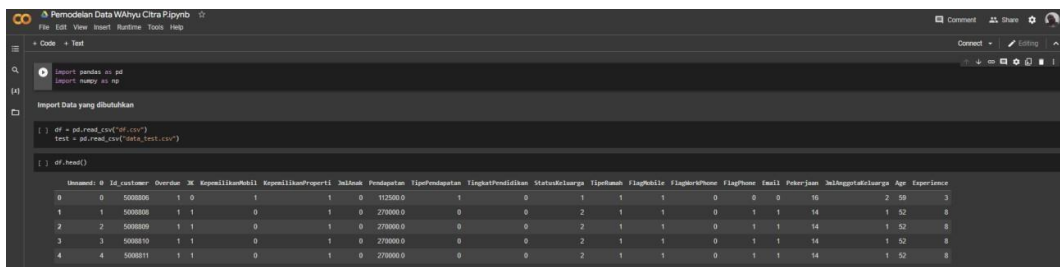 Pemodelan Data WAhyu Citra P.ipynb
File Edit View Insert Runtime Tools Help
Comment Share
+ Code + Text
Connect Editing
import pandas as pd
import numpy as np
Import Data yang dibutuhkan
[ ] df = pd.read_csv("df.csv")
test = pd.read_csv("data_test.csv")
[ ] df.head()
Unnamed: 0 Id_customer Overdue JK KepemilikanMobil KepemilikanProperti JmlAnak Pendapatan TipePendapatan TingkatPendidikan StatusKeluarga TipeRumah FlagMobile FlagWorkPhone FlagPhone Email Pekerjaan JmlAnggotaKeluarga Age Experience
0 0 5008806 1 0 1 1 0 112500.0 1 0 1 1 1 0 0 0 16 2 59 3
1 1 5008808 1 1 0 1 0 270000.0 0 0 2 1 1 0 1 1 14 1 52 8
2 2 5008809 1 1 0 1 0 270000.0 0 0 2 1 1 0 1 1 14 1 52 8
3 3 5008810 1 1 0 1 0 270000.0 0 0 2 1 1 0 1 1 14 1 52 8
4 4 5008811 1 1 0 1 0 270000.0 0 0 2 1 1 0 1 1 14 1 52 8